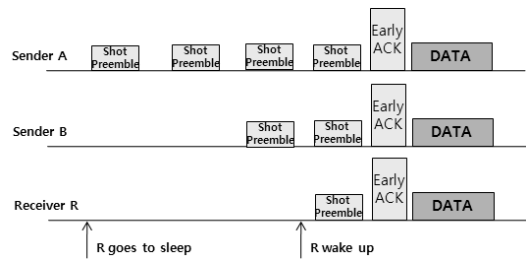 Sender A
Shot
Preemble
Shot
Preemble
Shot
Preemble
Shot
Preemble
Early
ACK
DATA
Sender B
Shot
Preemble
Shot
Preemble
Early
ACK
DATA
Receiver R
Shot
Preemble
Early
ACK
DATA
R goes to sleep
R wake up